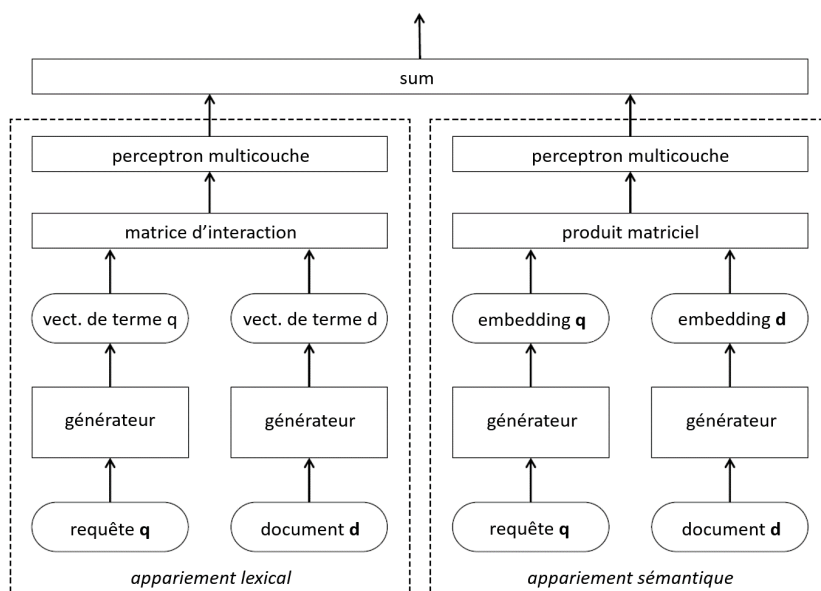 sum
perceptron multicouche
perceptron multicouche
matrice d'interaction
produit matriciel
vect. de terme q
vect. de terme d
embedding q
embedding d
générateur
générateur
générateur
générateur
requête q
document d
requête q
document d
appariement lexical
appariement sémantique